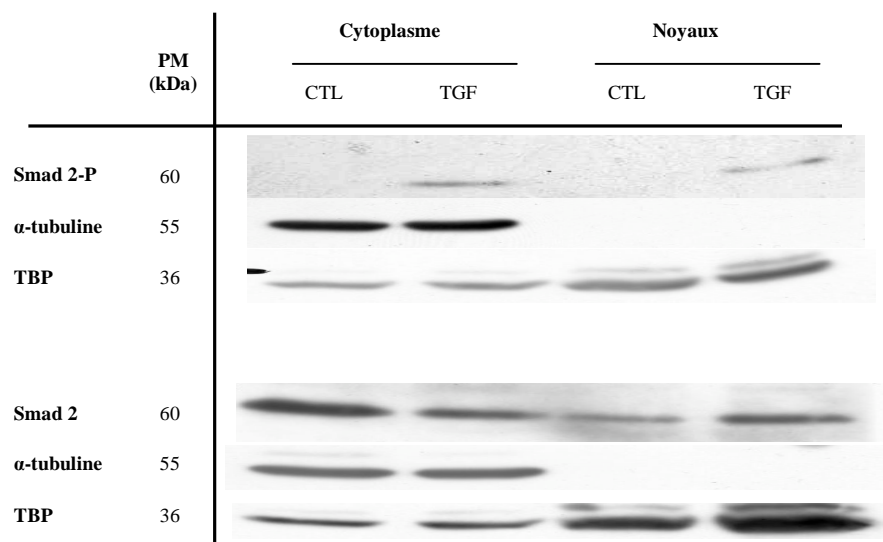 Cytoplasme Noyaux
PM
(kDa)
CTL TGF CTL TGF
Smad 2-P 60
α-tubuline 55
TBP 36
Smad 2 60
α-tubuline 55
TBP 36